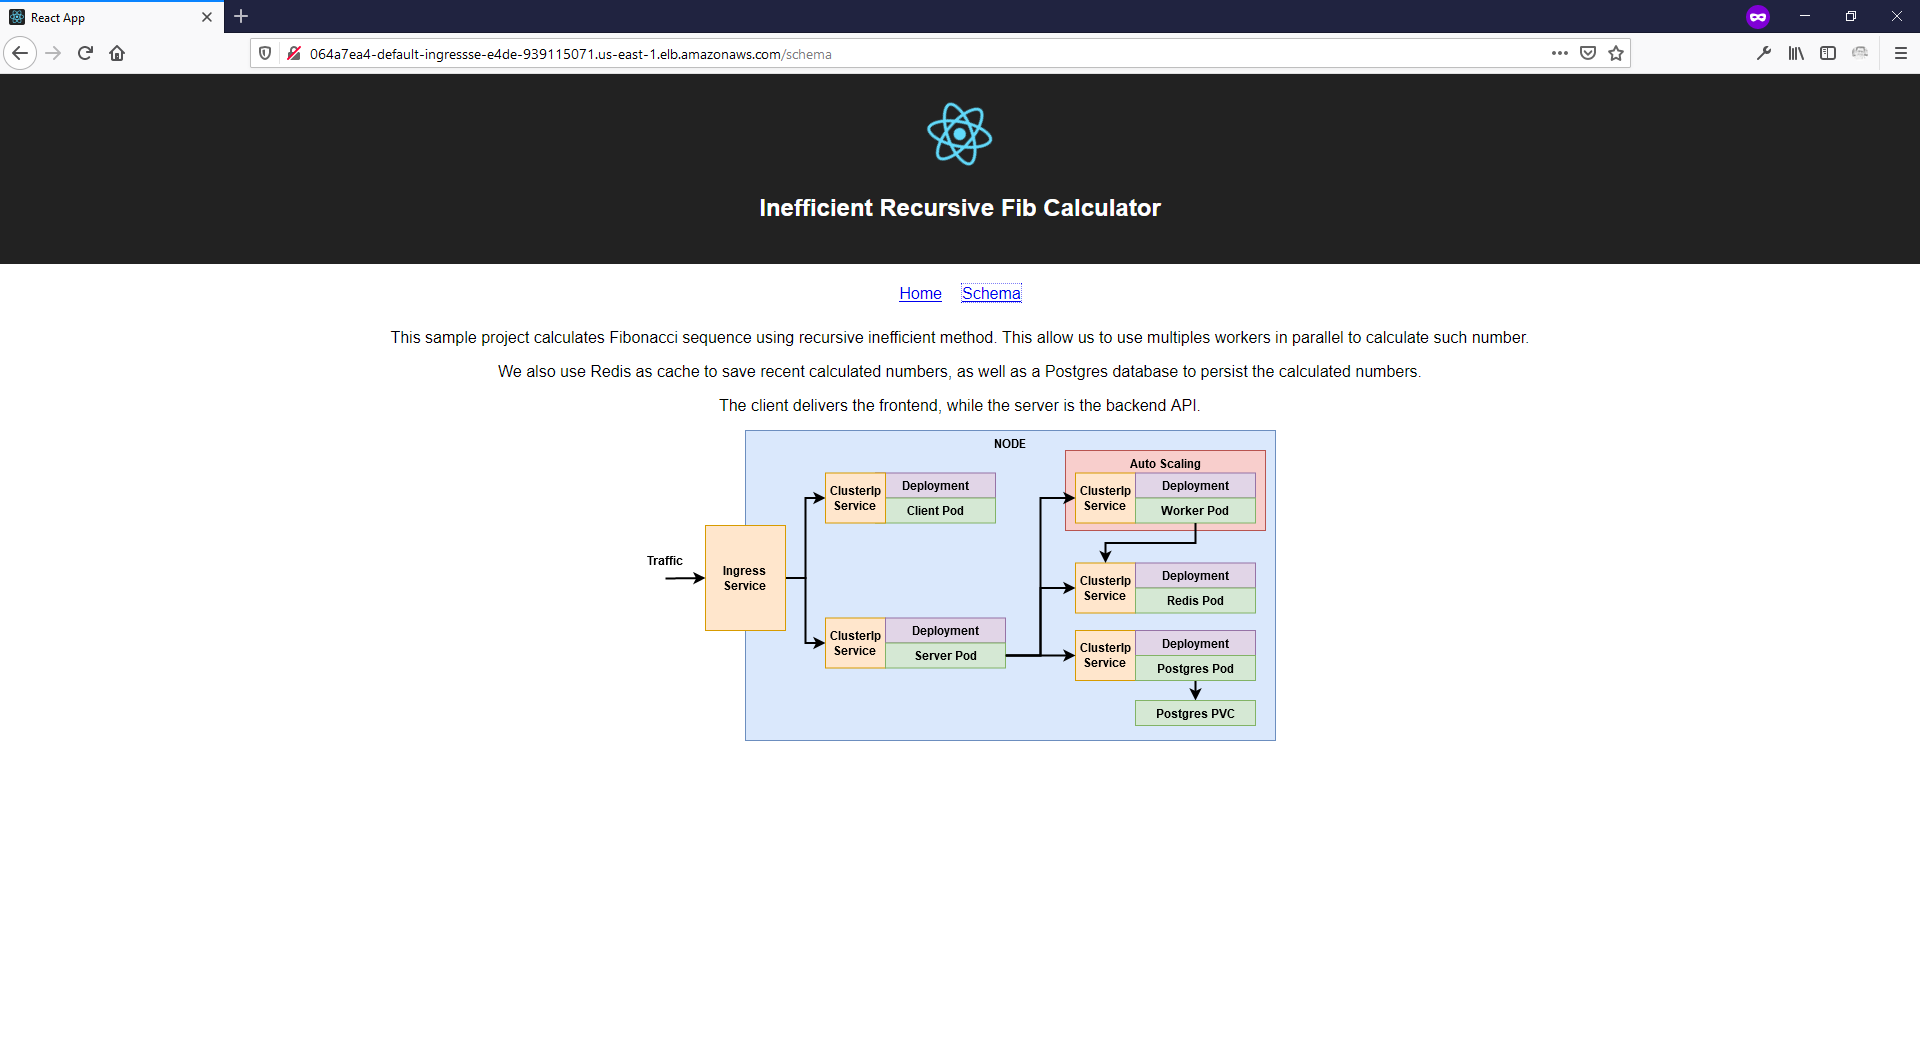 React App
064a7ea4-default-ingressse-e4de-939115071.us-east-1.elb.amazonaws.com/schema
Inefficient Recursive Fib Calculator
Home Schema
This sample project calculates Fibonacci sequence using recursive inefficient method. This allow us to use multiples workers in parallel to calculate such number.
We also use Redis as cache to save recent calculated numbers, as well as a Postgres database to persist the calculated numbers.
The client delivers the frontend, while the server is the backend API.
NODE
Traffic
Ingress
Service
ClusterIp
Service
Deployment
Client Pod
ClusterIp
Service
Deployment
Server Pod
Auto Scaling
ClusterIp
Service
Deployment
Worker Pod
ClusterIp
Service
Deployment
Redis Pod
ClusterIp
Service
Deployment
Postgres Pod
Postgres PVC